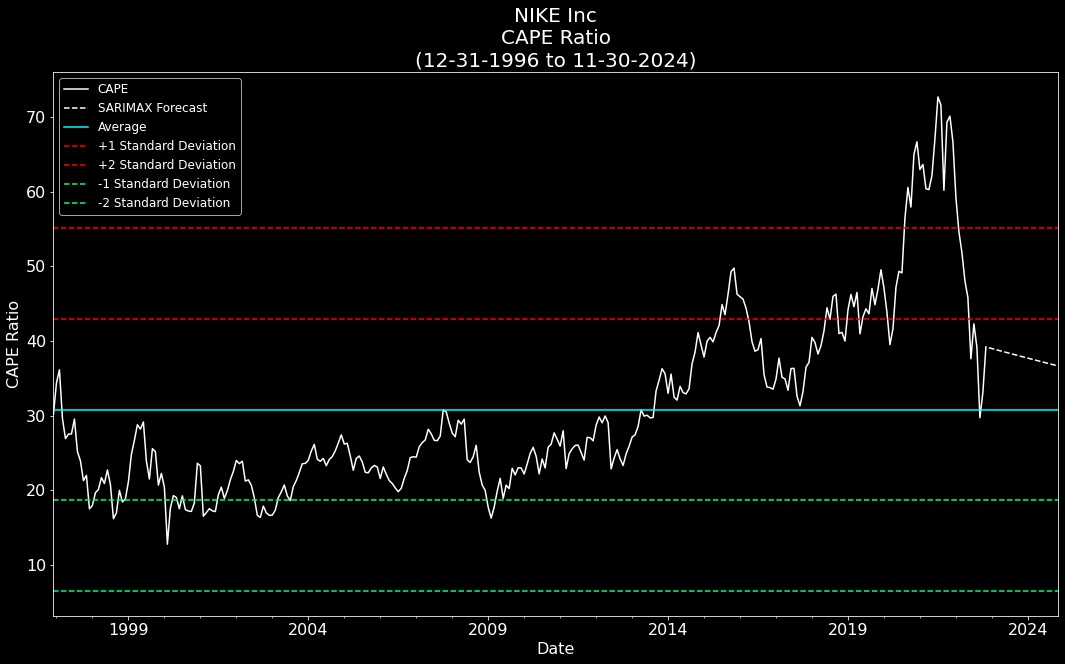 NIKE Inc
CAPE Ratio
(12-31-1996 to 11-30-2024)
CAPE
SARIMAX Forecast
Average
+1 Standard Deviation
+2 Standard Deviation
-1 Standard Deviation
-2 Standard Deviation
70
60
50
40
30
20
10
CAPE Ratio
1999 2004 2009 2014 2019 2024
Date